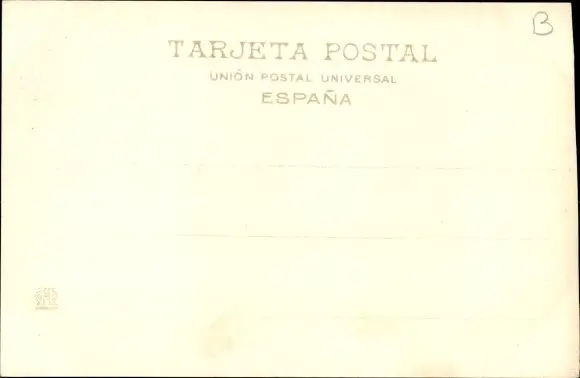 B
TARJETA POSTAL
UNIÓN POSTAL UNIVERSAL
ESPAÑA